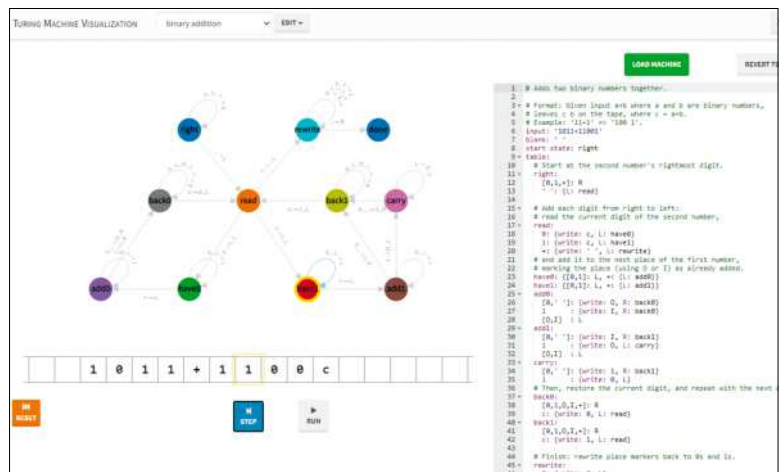 TURING MACHINE VISUALIZATION
binary addition
EDIT
LOAD MACHINE
REVERT TO
right
rewrite
done
back0
read
back1
carry
add0
have0
have1
add1
1 0 1 1 + 1 1 0 0 c
RESET
STEP
RUN
1 # Adds two binary numbers together.
2
3 # Format: Given input a+b where a and b are binary numbers,
4 # leaves c b on the tape, where c = a+b.
5 # Example: '11+1' => '100 1'.
6 input: '1011+11001'
7 blank: ' '
8 start state: right
9 table:
10 # Start at the second number's rightmost digit.
11 right:
12 [0,1,+]: R
13 ' ': {L: read}
14
15 # Add each digit from right to left:
16 # read the current digit of the second number,
17 read:
18 0: {write: c, L: have0}
19 1: {write: c, L: have1}
20 +: {write: ' ', L: rewrite}
21 # and add it to the next place of the first number,
22 # marking the place (using O or I) as already added.
23 have0: {[0,1]: L, +: {L: add0}}
24 have1: {[0,1]: L, +: {L: add1}}
25 add0:
26 [0,' ']: {write: O, R: back0}
27 1 : {write: I, R: back0}
28 [O,I] : L
29 add1:
30 [0,' ']: {write: I, R: back1}
31 1 : {write: O, L: carry}
32 [O,I] : L
33 carry:
34 [0,' ']: {write: 1, R: back1}
35 1 : {write: 0, L}
36 # Then, restore the current digit, and repeat with the next
37 back0:
38 [0,1,O,I,+]: R
39 c: {write: 0, L: read}
40 back1:
41 [0,1,O,I,+]: R
42 c: {write: 1, L: read}
43
44 # Finish: rewrite place markers back to 0s and 1s.
45 rewrite: